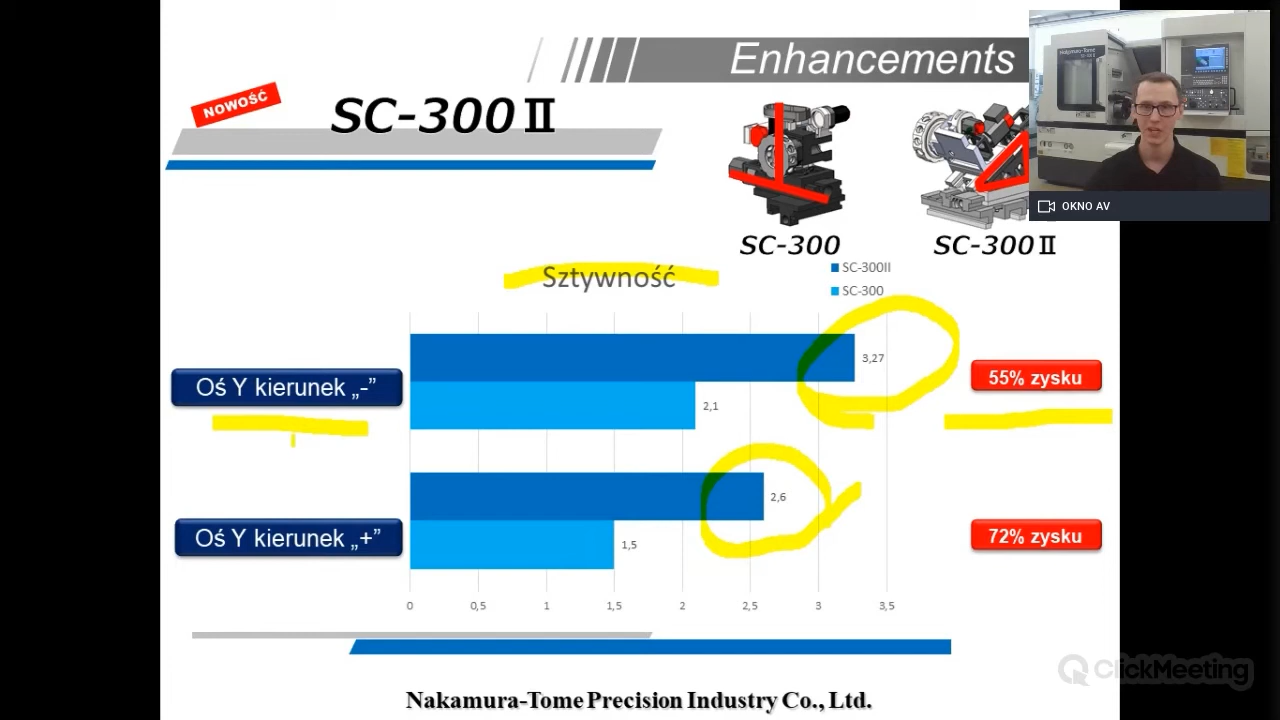 Enhancements
NOWOŚĆ
SC-300Ⅱ
OKNO AV
SC-300
SC-300Ⅱ
Sztywność
SC-300II
SC-300
Oś Y kierunek „-”
3,27
2,1
55% zysku
Oś Y kierunek „+”
2,6
1,5
72% zysku
0 0,5 1 1,5 2 2,5 3 3,5
ClickMeeting
Nakamura-Tome Precision Industry Co., Ltd.